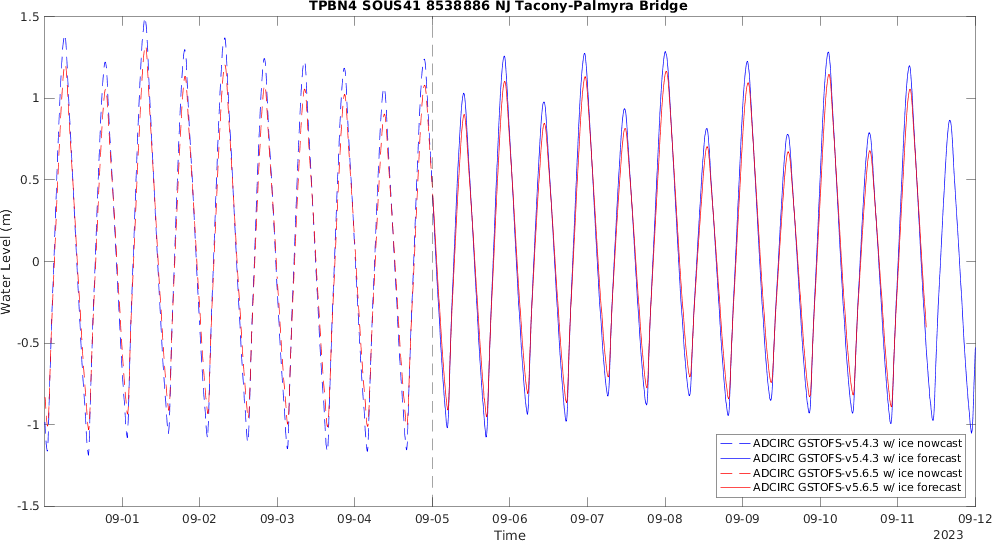 TPBN4 SOUS41 8538886 NJ Tacony-Palmyra Bridge
1.5
1
0.5
0
-0.5
-1
-1.5
Water Level (m)
09-01 09-02 09-03 09-04 09-05 09-06 09-07 09-08 09-09 09-10 09-11 09-12
Time
2023
ADCIRC GSTOFS-v5.4.3 w/ ice nowcast
ADCIRC GSTOFS-v5.4.3 w/ ice forecast
ADCIRC GSTOFS-v5.6.5 w/ ice nowcast
ADCIRC GSTOFS-v5.6.5 w/ ice forecast